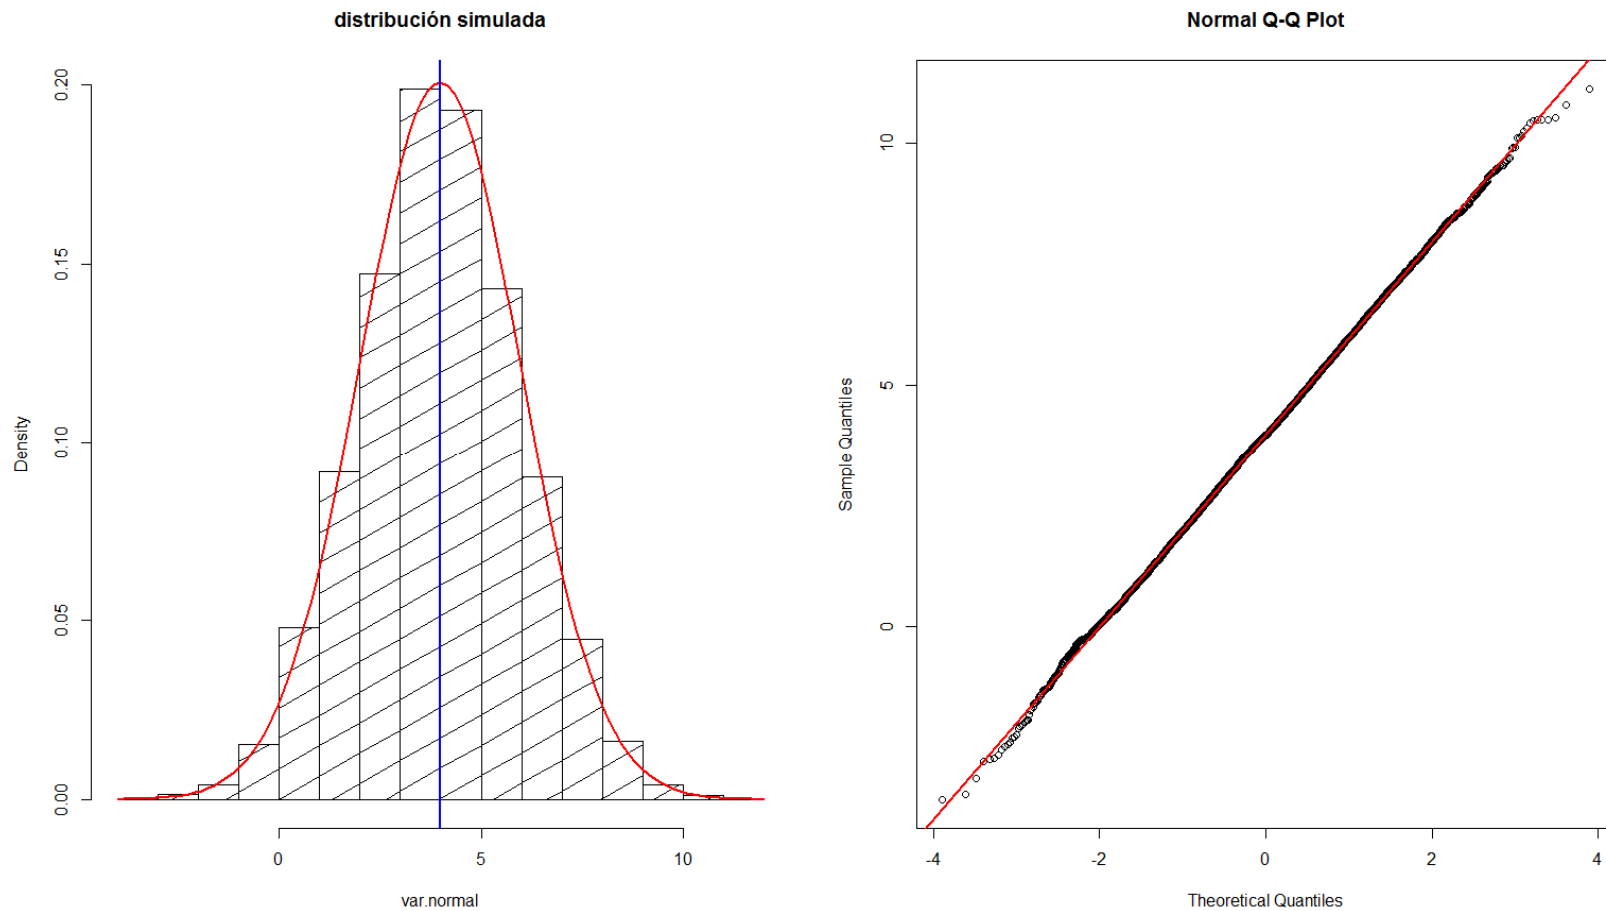 distribución simulada
Density
0.00
0.05
0.10
0.15
0.20
0
5
10
var.normal
Normal Q-Q Plot
Sample Quantiles
0
5
10
-4
-2
0
2
4
Theoretical Quantiles